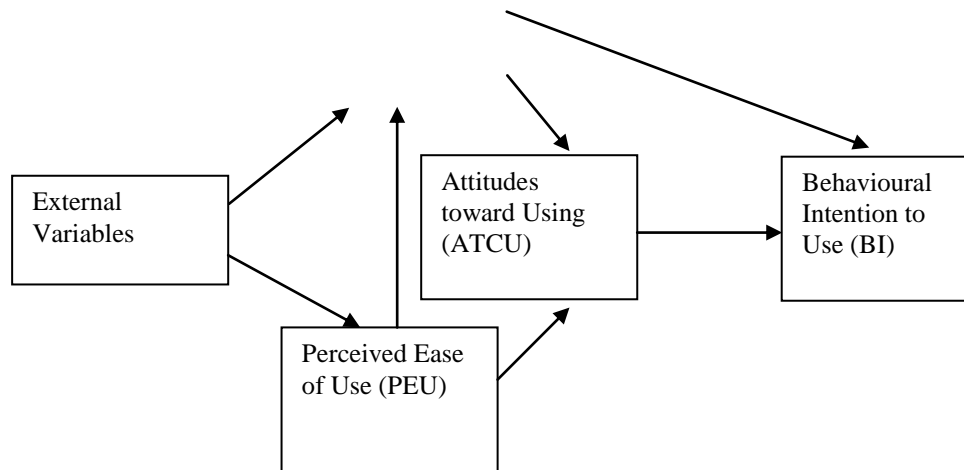 External
Variables
Perceived Ease
of Use (PEU)
Attitudes
toward Using
(ATCU)
Behavioural
Intention to
Use (BI)